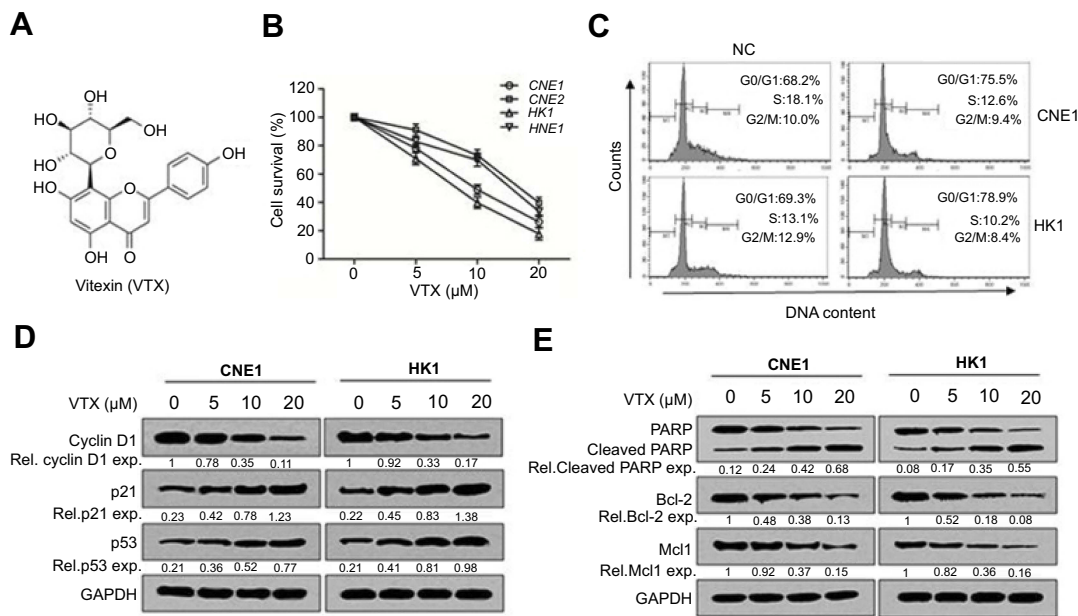 A
OH
HO
OH
OH
HO
O
HO
O
OH
OH
O
Vitexin (VTX)
B
Cell survival (%)
120
100
80
60
40
20
0
0
5
10
20
VTX (μM)
CNE1
CNE2
HK1
HNE1
C
NC
G0/G1:68.2%
S:18.1%
G2/M:10.0%
G0/G1:75.5%
S:12.6%
G2/M:9.4%
CNE1
G0/G1:69.3%
S:13.1%
G2/M:12.9%
G0/G1:78.9%
S:10.2%
G2/M:8.4%
HK1
Counts
DNA content
D
CNE1 HK1
VTX (μM) 0 5 10 20 0 5 10 20
Cyclin D1
Rel. cyclin D1 exp. 1 0.78 0.35 0.11 1 0.92 0.33 0.17
p21
Rel.p21 exp. 0.23 0.42 0.78 1.23 0.22 0.45 0.83 1.38
p53
Rel.p53 exp. 0.21 0.36 0.52 0.77 0.21 0.41 0.81 0.98
GAPDH
E
CNE1 HK1
VTX (μM) 0 5 10 20 0 5 10 20
PARP
Cleaved PARP
Rel.Cleaved PARP exp. 0.12 0.24 0.42 0.68 0.08 0.17 0.35 0.55
Bcl-2
Rel.Bcl-2 exp. 1 0.48 0.38 0.13 1 0.52 0.18 0.08
Mcl1
Rel.Mcl1 exp. 1 0.92 0.37 0.15 1 0.82 0.36 0.16
GAPDH